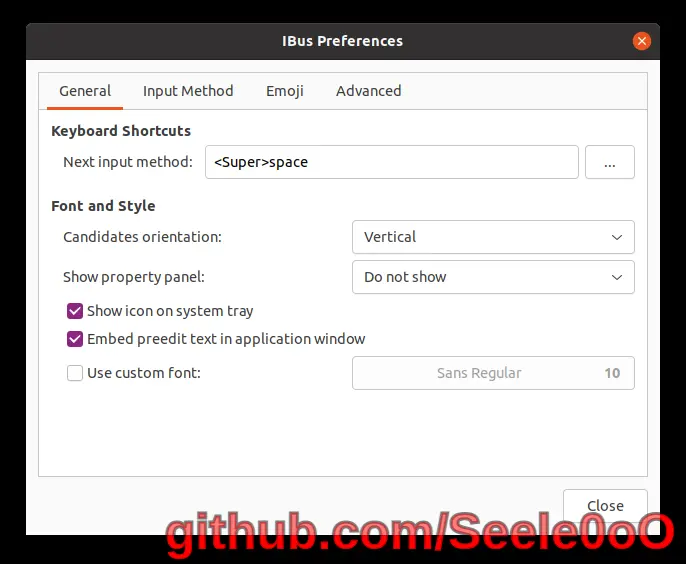 IBus Preferences
General Input Method Emoji Advanced
Keyboard Shortcuts
Next input method: <Super>space ...
Font and Style
Candidates orientation: Vertical
Show property panel: Do not show
Show icon on system tray
Embed preedit text in application window
Use custom font: Sans Regular 10
Close
github.com/Seele0oO